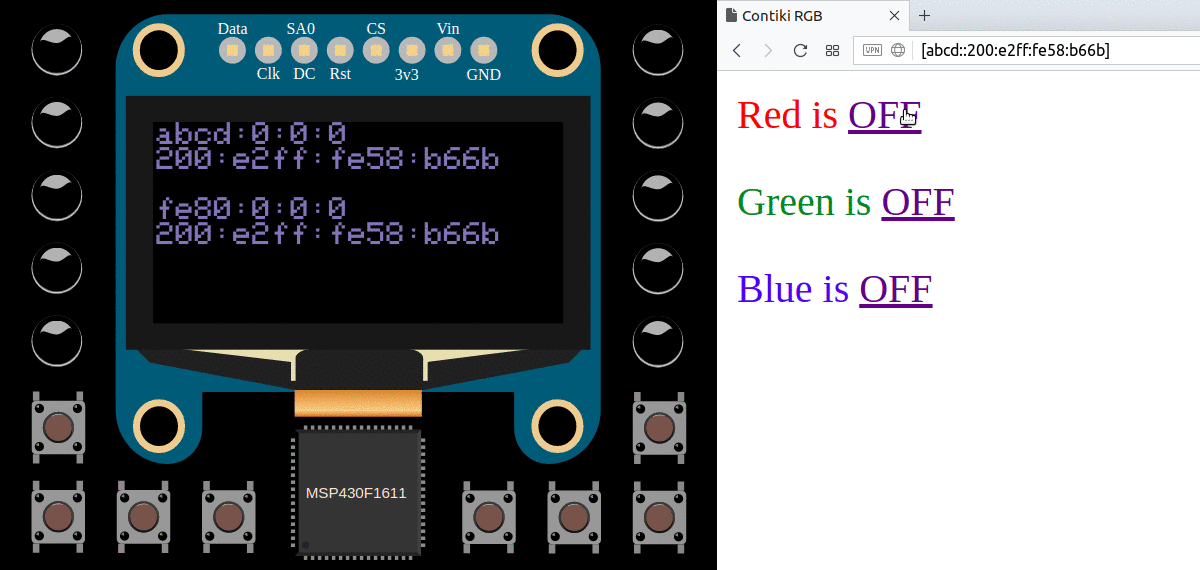 Data SA0 CS Vin
Clk DC Rst 3v3 GND
abcd:0:0:0
200:e2ff:fe58:b66b
fe80:0:0:0
200:e2ff:fe58:b66b
MSP430F1611
Contiki RGB
VPN [abcd::200:e2ff:fe58:b66b]
Red is OFF
Green is OFF
Blue is OFF